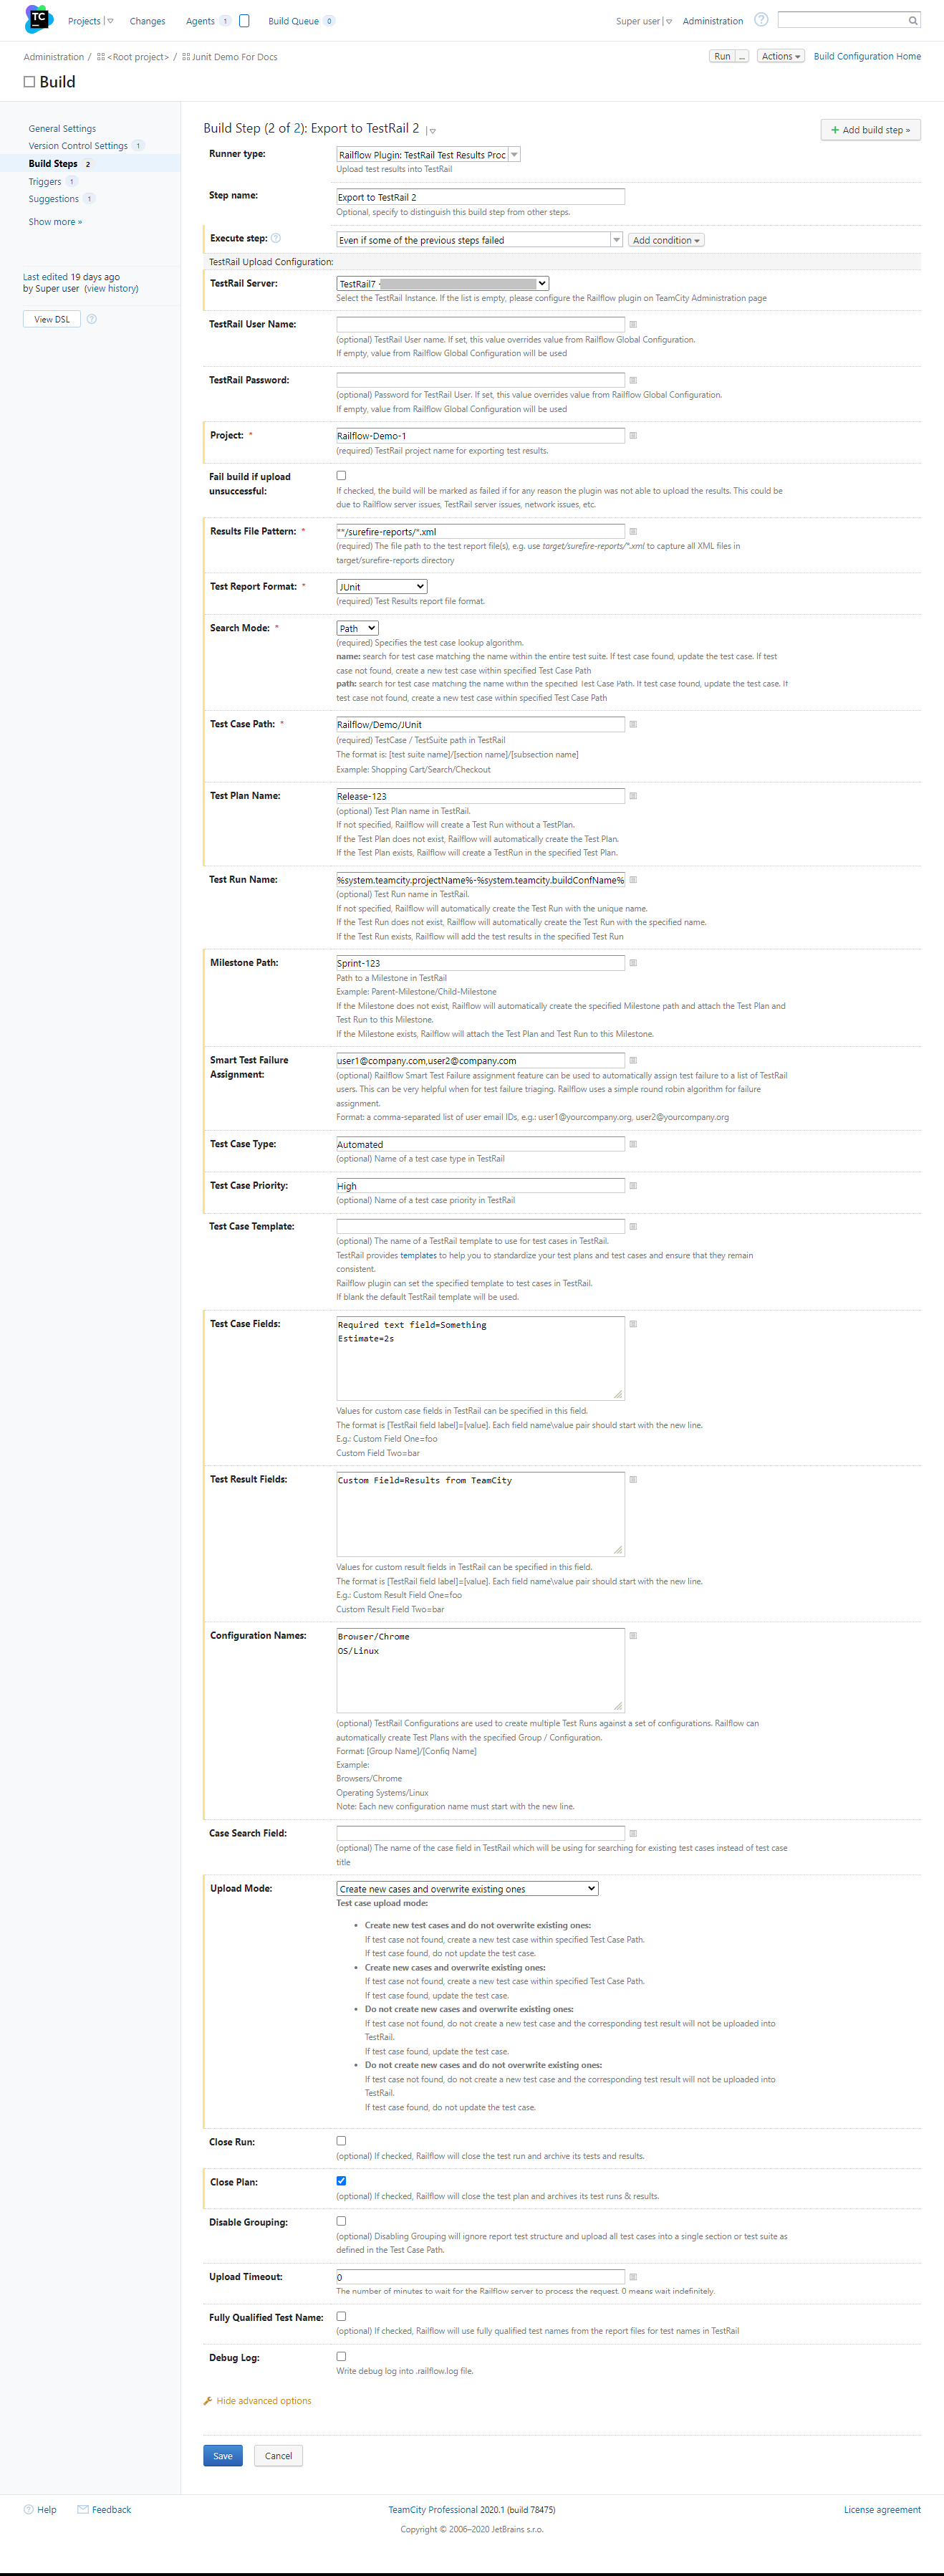 TC Projects Changes Agents 1 Build Queue 0 Super user Administration
Administration / <Root project> / Junit Demo For Docs Run ... Actions Build Configuration Home
Build
General Settings
Version Control Settings 1
Build Steps 2
Triggers 1
Suggestions 1
Show more »
Last edited 19 days ago
by Super user (view history)
View DSL
Build Step (2 of 2): Export to TestRail 2
+ Add build step »
Runner type: Railflow Plugin: TestRail Test Results Proc
Upload test results into TestRail
Step name: Export to TestRail 2
Optional, specify to distinguish this build step from other steps.
Execute step: Even if some of the previous steps failed Add condition
TestRail Upload Configuration:
TestRail Server: TestRail7 -
Select the TestRail Instance. If the list is empty, please configure the Railflow plugin on TeamCity Administration page
TestRail User Name:
(optional) TestRail User name. If set, this value overrides value from Railflow Global Configuration.
If empty, value from Railflow Global Configuration will be used
TestRail Password:
(optional) Password for TestRail User. If set, this value overrides value from Railflow Global Configuration.
If empty, value from Railflow Global Configuration will be used
Project: * Railflow-Demo-1
(required) TestRail project name for exporting test results.
Fail build if upload
unsuccessful:
If checked, the build will be marked as failed if for any reason the plugin was not able to upload the results. This could be
due to Railflow server issues, TestRail server issues, network issues, etc.
Results File Pattern: * **/surefire-reports/*.xml
(required) The file path to the test report file(s), e.g. use target/surefire-reports/*.xml to capture all XML files in
target/surefire-reports directory
Test Report Format: * JUnit
(required) Test Results report file format.
Search Mode: * Path
(required) Specifies the test case lookup algorithm.
name: search for test case matching the name within the entire test suite. If test case found, update the test case. If test
case not found, create a new test case within specified Test Case Path
path: search for test case matching the name within the specified Test Case Path. If test case found, update the test case. If
test case not found, create a new test case within specified Test Case Path
Test Case Path: * Railflow/Demo/JUnit
(required) TestCase / TestSuite path in TestRail
The format is: [test suite name]/[section name]/[subsection name]
Example: Shopping Cart/Search/Checkout
Test Plan Name: Release-123
(optional) Test Plan name in TestRail.
If not specified, Railflow will create a Test Run without a TestPlan.
If the Test Plan does not exist, Railflow will automatically create the Test Plan.
If the Test Plan exists, Railflow will create a TestRun in the specified Test Plan.
Test Run Name: %system.teamcity.projectName%-%system.teamcity.buildConfName%
(optional) Test Run name in TestRail.
If not specified, Railflow will automatically create the Test Run with the unique name.
If the Test Run does not exist, Railflow will automatically create the Test Run with the specified name.
If the Test Run exists, Railflow will add the test results in the specified Test Run
Milestone Path: Sprint-123
Path to a Milestone in TestRail
Example: Parent-Milestone/Child-Milestone
If the Milestone does not exist, Railflow will automatically create the specified Milestone path and attach the Test Plan and
Test Run to this Milestone.
If the Milestone exists, Railflow will attach the Test Plan and Test Run to this Milestone.
Smart Test Failure
Assignment: user1@company.com,user2@company.com
(optional) Railflow Smart Test Failure assignment feature can be used to automatically assign test failure to a list of TestRail
users. This can be very helpful when for test failure triaging. Railflow uses a simple round robin algorithm for failure
assignment.
Format: a comma-separated list of user email IDs, e.g.: user1@yourcompany.org, user2@yourcompany.org
Test Case Type: Automated
(optional) Name of a test case type in TestRail
Test Case Priority: High
(optional) Name of a test case priority in TestRail
Test Case Template:
(optional) The name of a TestRail template to use for test cases in TestRail.
TestRail provides templates to help you to standardize your test plans and test cases and ensure that they remain
consistent.
Railflow plugin can set the specified template to test cases in TestRail.
If blank the default TestRail template will be used.
Test Case Fields: Required text field=Something
Estimate=2s
Values for custom case fields in TestRail can be specified in this field.
The format is [TestRail field label]=[value]. Each field name\value pair should start with the new line.
E.g.: Custom Field One=foo
Custom Field Two=bar
Test Result Fields: Custom Field=Results from TeamCity
Values for custom result fields in TestRail can be specified in this field.
The format is [TestRail field label]=[value]. Each field name\value pair should start with the new line.
E.g.: Custom Result Field One=foo
Custom Result Field Two=bar
Configuration Names: Browser/Chrome
OS/Linux
(optional) TestRail Configurations are used to create multiple Test Runs against a set of configurations. Railflow can
automatically create Test Plans with the specified Group / Configuration.
Format: [Group Name]/[Config Name]
Example:
Browsers/Chrome
Operating Systems/Linux
Note: Each new configuration name must start with the new line.
Case Search Field:
(optional) The name of the case field in TestRail which will be using for searching for existing test cases instead of test case
title
Upload Mode: Create new cases and overwrite existing ones
Test case upload mode:
• Create new test cases and do not overwrite existing ones:
If test case not found, create a new test case within specified Test Case Path.
If test case found, do not update the test case.
• Create new cases and overwrite existing ones:
If test case not found, create a new test case within specified Test Case Path.
If test case found, update the test case.
• Do not create new cases and overwrite existing ones:
If test case not found, do not create a new test case and the corresponding test result will not be uploaded into
TestRail.
If test case found, update the test case.
• Do not create new cases and do not overwrite existing ones:
If test case not found, do not create a new test case and the corresponding test result will not be uploaded into
TestRail.
If test case found, do not update the test case.
Close Run:
(optional) If checked, Railflow will close the test run and archive its tests and results.
Close Plan:
(optional) If checked, Railflow will close the test plan and archives its test runs & results.
Disable Grouping:
(optional) Disabling Grouping will ignore report test structure and upload all test cases into a single section or test suite as
defined in the Test Case Path.
Upload Timeout: 0
The number of minutes to wait for the Railflow server to process the request. 0 means wait indefinitely.
Fully Qualified Test Name:
(optional) If checked, Railflow will use fully qualified test names from the report files for test names in TestRail
Debug Log:
Write debug log into .railflow.log file.
Hide advanced options
Save Cancel
Help Feedback TeamCity Professional 2020.1 (build 78475) License agreement
Copyright © 2006–2020 JetBrains s.r.o.